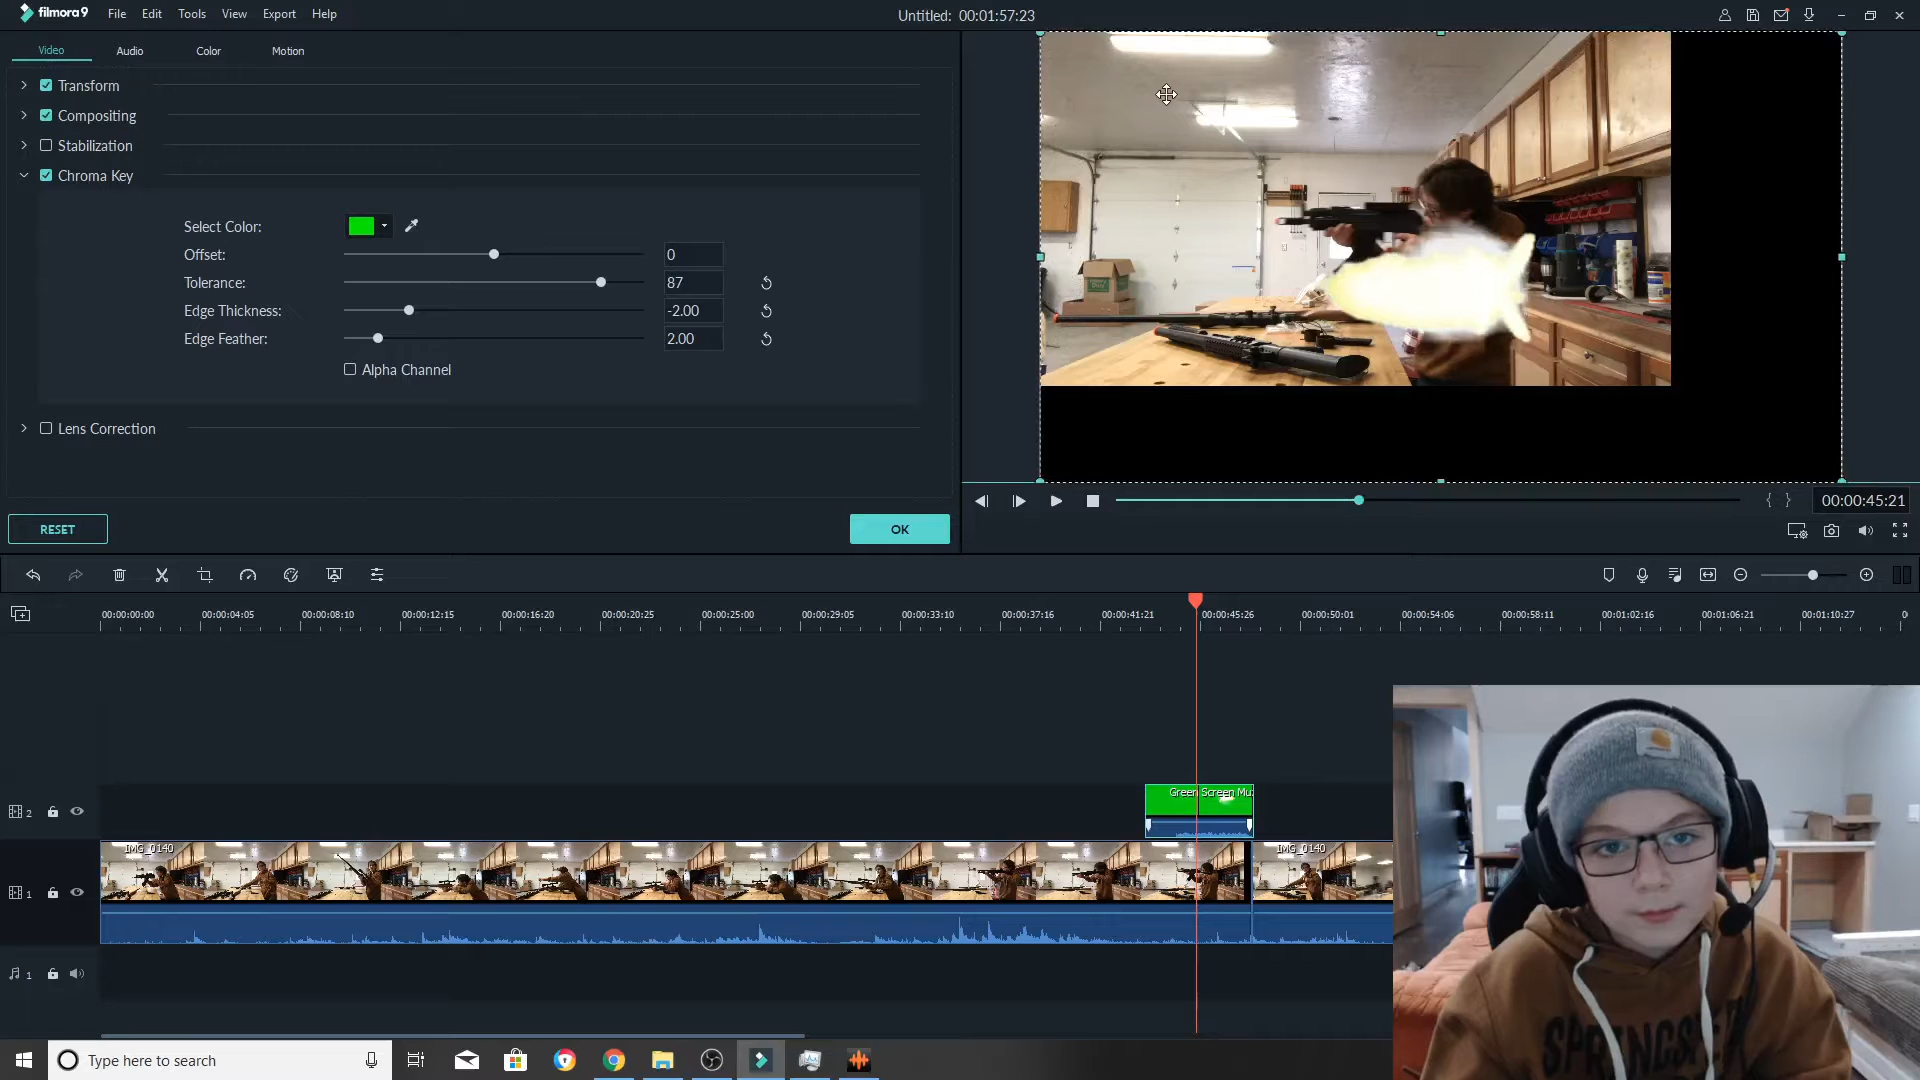 filmora9 File Edit Tools View Export Help
Untitled: 00:01:57:23
Video Audio Color Motion
Transform
Compositing
Stabilization
Chroma Key
Select Color:
Offset: 0
Tolerance: 87
Edge Thickness: -2.00
Edge Feather: 2.00
Alpha Channel
Lens Correction
RESET OK
00:00:45:21
00:00:00:00 00:00:04:05 00:00:08:10 00:00:12:15 00:00:16:20 00:00:20:25 00:00:25:00 00:00:29:05 00:00:33:10 00:00:37:16 00:00:41:21 00:00:45:26 00:00:50:01 00:00:54:06 00:00:58:11 00:01:02:16 00:01:06:21 00:01:10:27
Green Screen Mu
2
IMG_0140 IMG_0140
1
1
Type here to search